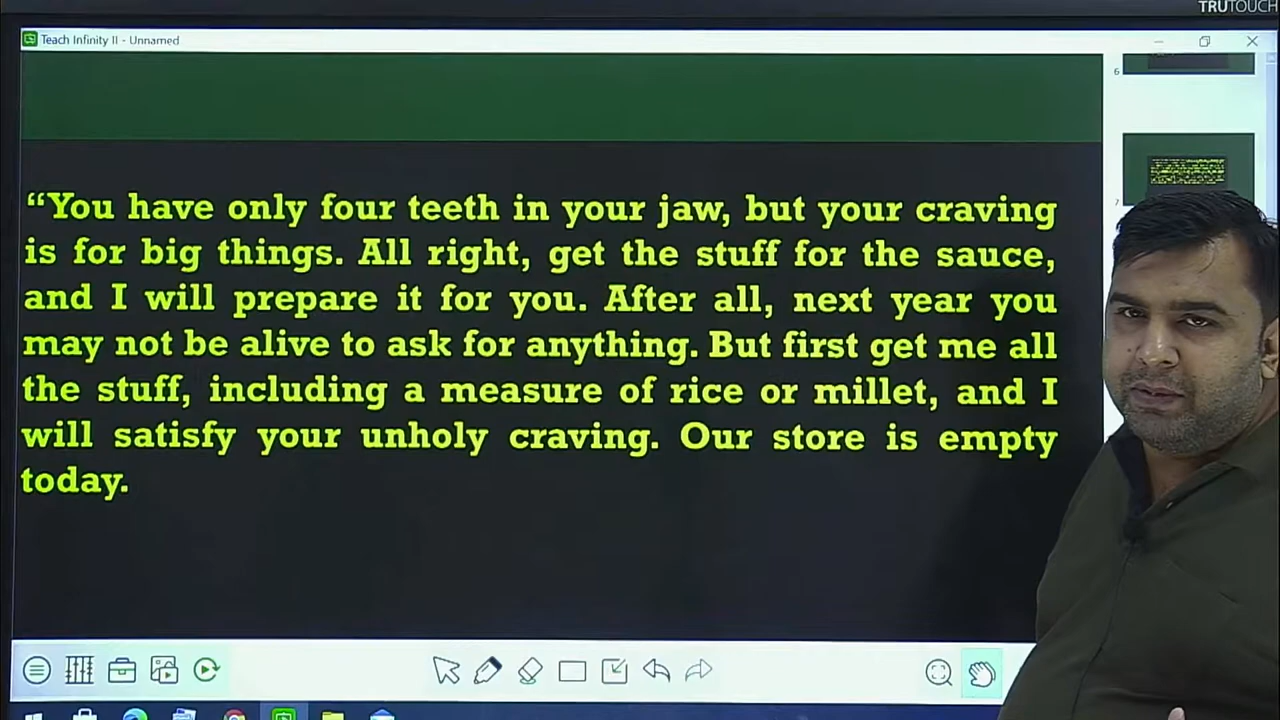 TRUTOUCH
Teach Infinity II - Unnamed
6
“You have only four teeth in your jaw, but your craving
is for big things. All right, get the stuff for the sauce,
and I will prepare it for you. After all, next year you
may not be alive to ask for anything. But first get me all
the stuff, including a measure of rice or millet, and I
will satisfy your unholy craving. Our store is empty
today.
7